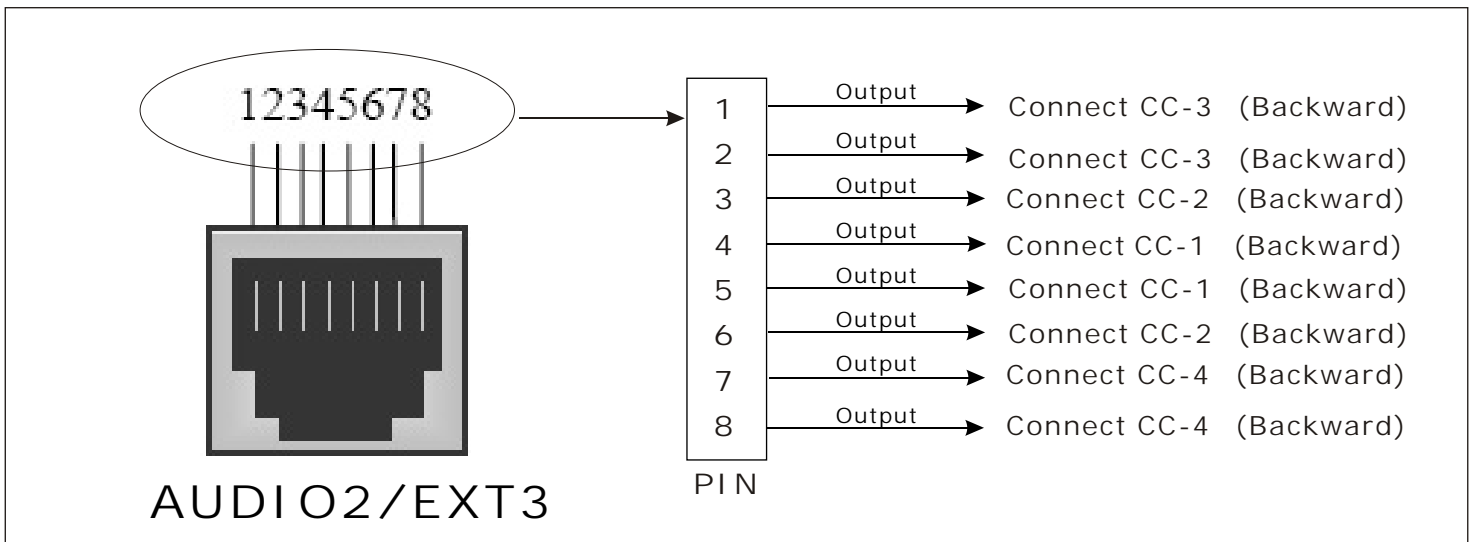 12345678
1 Output Connect CC-3 (Backward)
2 Output Connect CC-3 (Backward)
3 Output Connect CC-2 (Backward)
4 Output Connect CC-1 (Backward)
5 Output Connect CC-1 (Backward)
6 Output Connect CC-2 (Backward)
7 Output Connect CC-4 (Backward)
8 Output Connect CC-4 (Backward)
PIN
AUDIO2/EXT3